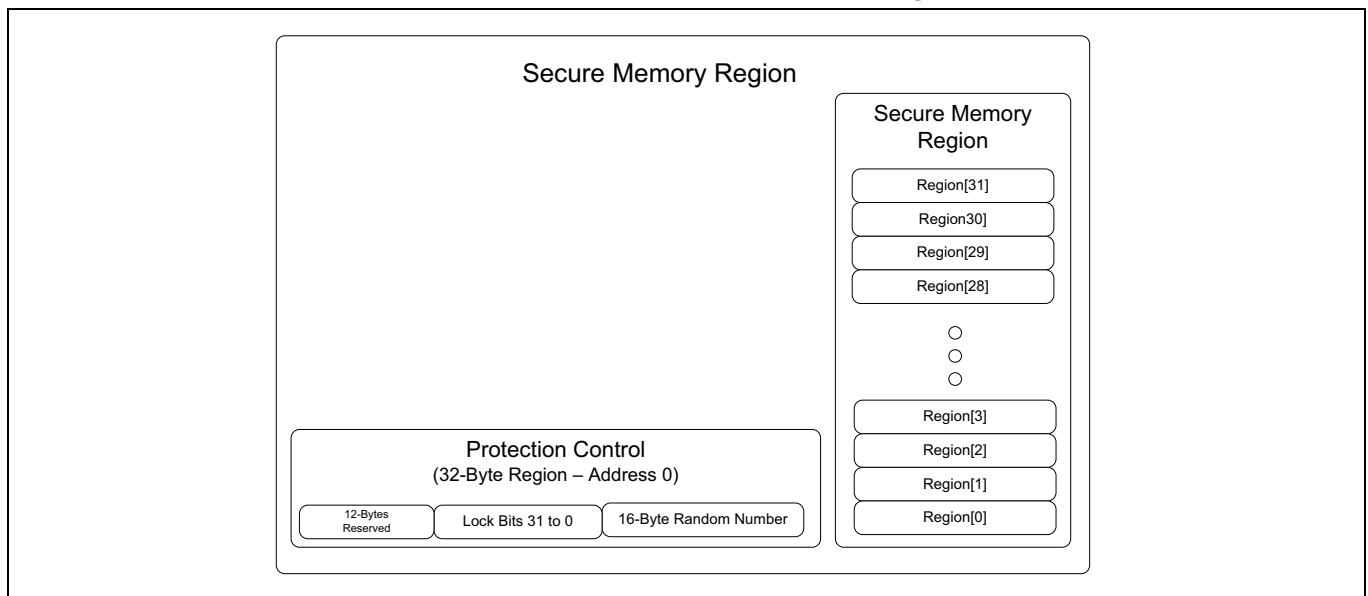 Secure Memory Region
Secure Memory
Region
Region[31]
Region30]
Region[29]
Region[28]
Region[3]
Region[2]
Region[1]
Region[0]
Protection Control
(32-Byte Region – Address 0)
12-Bytes
Reserved
Lock Bits 31 to 0
16-Byte Random Number